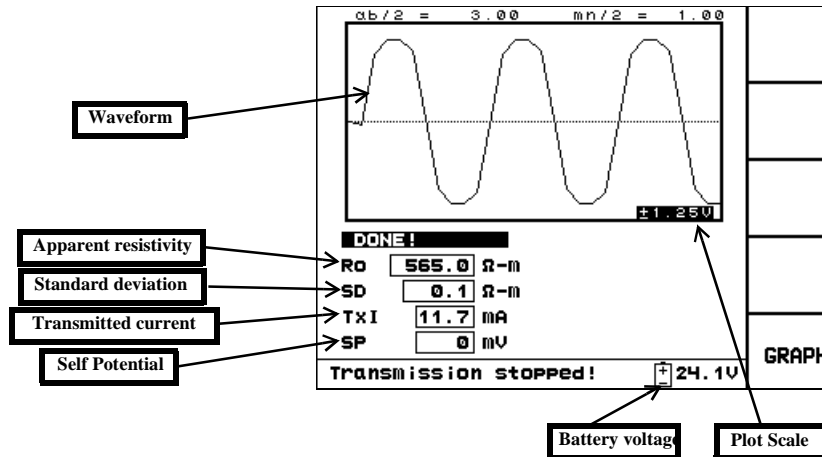 ab/2 = 3.00 mn/2 = 1.00
Waveform
±1.25V
DONE!
Apparent resistivity
Ro 565.0 Ω-m
Standard deviation
SD 0.1 Ω-m
Transmitted current
TxI 11.7 mA
Self Potential
SP 0 mV
GRAPH
Transmission stopped! + - 24.1V
Battery voltage
Plot Scale